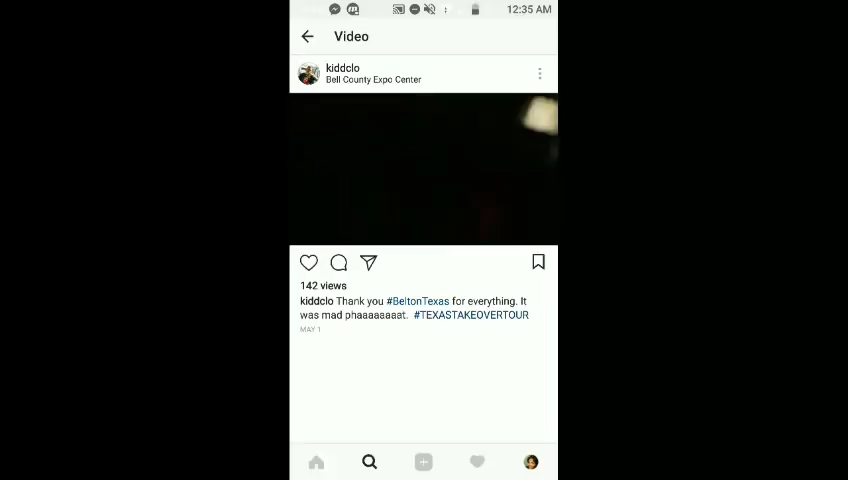 12:35 AM
Video
kiddclo
Bell County Expo Center
142 views
kiddclo Thank you #BeltonTexas for everything. It
was mad phaaaaaaaat. #TEXASTAKEOVERTOUR
MAY 1